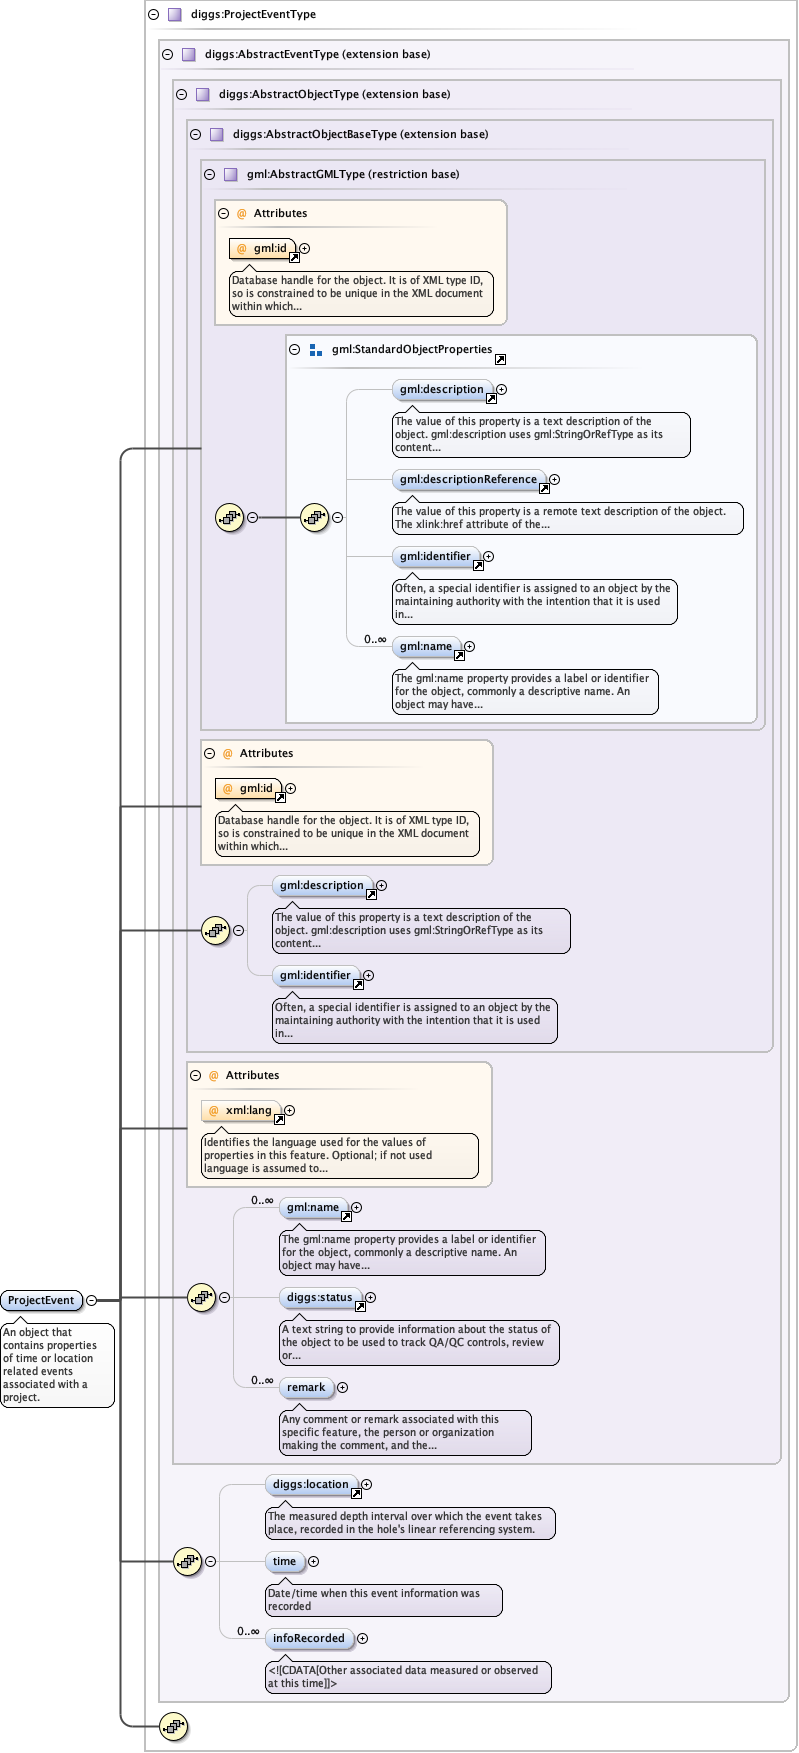 diggs:ProjectEventType
diggs:AbstractEventType (extension base)
diggs:AbstractObjectType (extension base)
diggs:AbstractObjectBaseType (extension base)
gml:AbstractGMLType (restriction base)
@ Attributes
@ gml:id
Database handle for the object. It is of XML type ID,
so is constrained to be unique in the XML document
within which...
gml:StandardObjectProperties
gml:description
The value of this property is a text description of the
object. gml:description uses gml:StringOrRefType as its
content...
gml:descriptionReference
The value of this property is a remote text description of the object.
The xlink:href attribute of the...
gml:identifier
Often, a special identifier is assigned to an object by the
maintaining authority with the intention that it is used
in...
0..∞
gml:name
The gml:name property provides a label or identifier
for the object, commonly a descriptive name. An
object may have...
@ Attributes
@ gml:id
Database handle for the object. It is of XML type ID,
so is constrained to be unique in the XML document
within which...
gml:description
The value of this property is a text description of the
object. gml:description uses gml:StringOrRefType as its
content...
gml:identifier
Often, a special identifier is assigned to an object by the
maintaining authority with the intention that it is used
in...
@ Attributes
@ xml:lang
Identifies the language used for the values of
properties in this feature. Optional; if not used
language is assumed to...
0..∞
gml:name
The gml:name property provides a label or identifier
for the object, commonly a descriptive name. An
object may have...
diggs:status
A text string to provide information about the status of
the object to be used to track QA/QC controls, review
or...
0..∞
remark
Any comment or remark associated with this
specific feature, the person or organization
making the comment, and the...
ProjectEvent
An object that
contains properties
of time or location
related events
associated with a
project.
diggs:location
The measured depth interval over which the event takes
place, recorded in the hole's linear referencing system.
time
Date/time when this event information was
recorded
0..∞
infoRecorded
<![CDATA[Other associated data measured or observed
at this time]]>